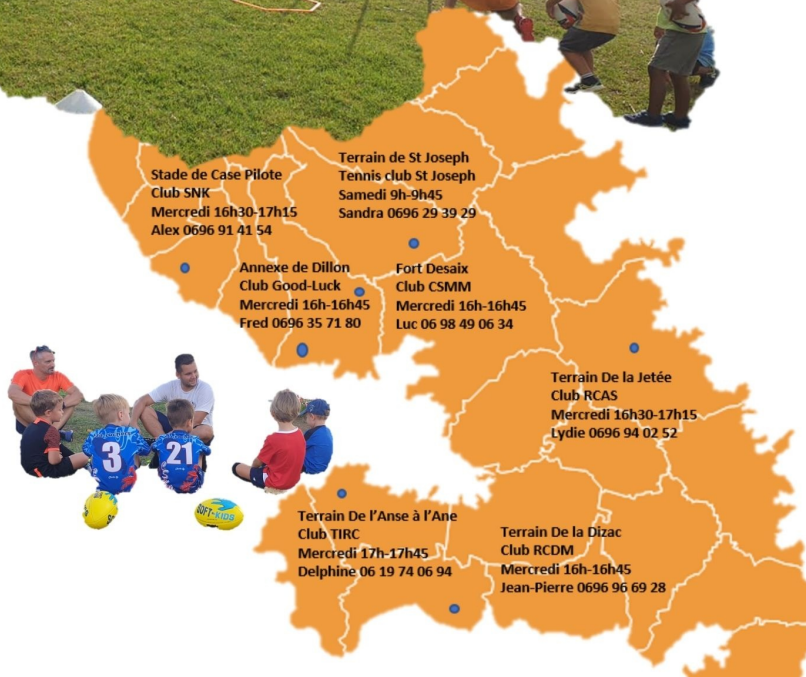 Terrain de St Joseph
Tennis club St Joseph
Samedi 9h-9h45
Sandra 0696 29 39 29
Stade de Case Pilote
Club SNK
Mercredi 16h30-17h15
Alex 0696 91 41 54
Annexe de Dillon
Club Good-Luck
Mercredi 16h-16h45
Fred 0696 35 71 80
Fort Desaix
Club CSMM
Mercredi 16h-16h45
Luc 06 98 49 06 34
Terrain De la Jetée
Club RCAS
Mercredi 16h30-17h15
Lydie 0696 94 02 52
3
21
SOFT-KIDS
Terrain De l'Anse à l'Ane
Club TIRC
Mercredi 17h-17h45
Delphine 06 19 74 06 94
Terrain De la Dizac
Club RCDM
Mercredi 16h-16h45
Jean-Pierre 0696 96 69 28